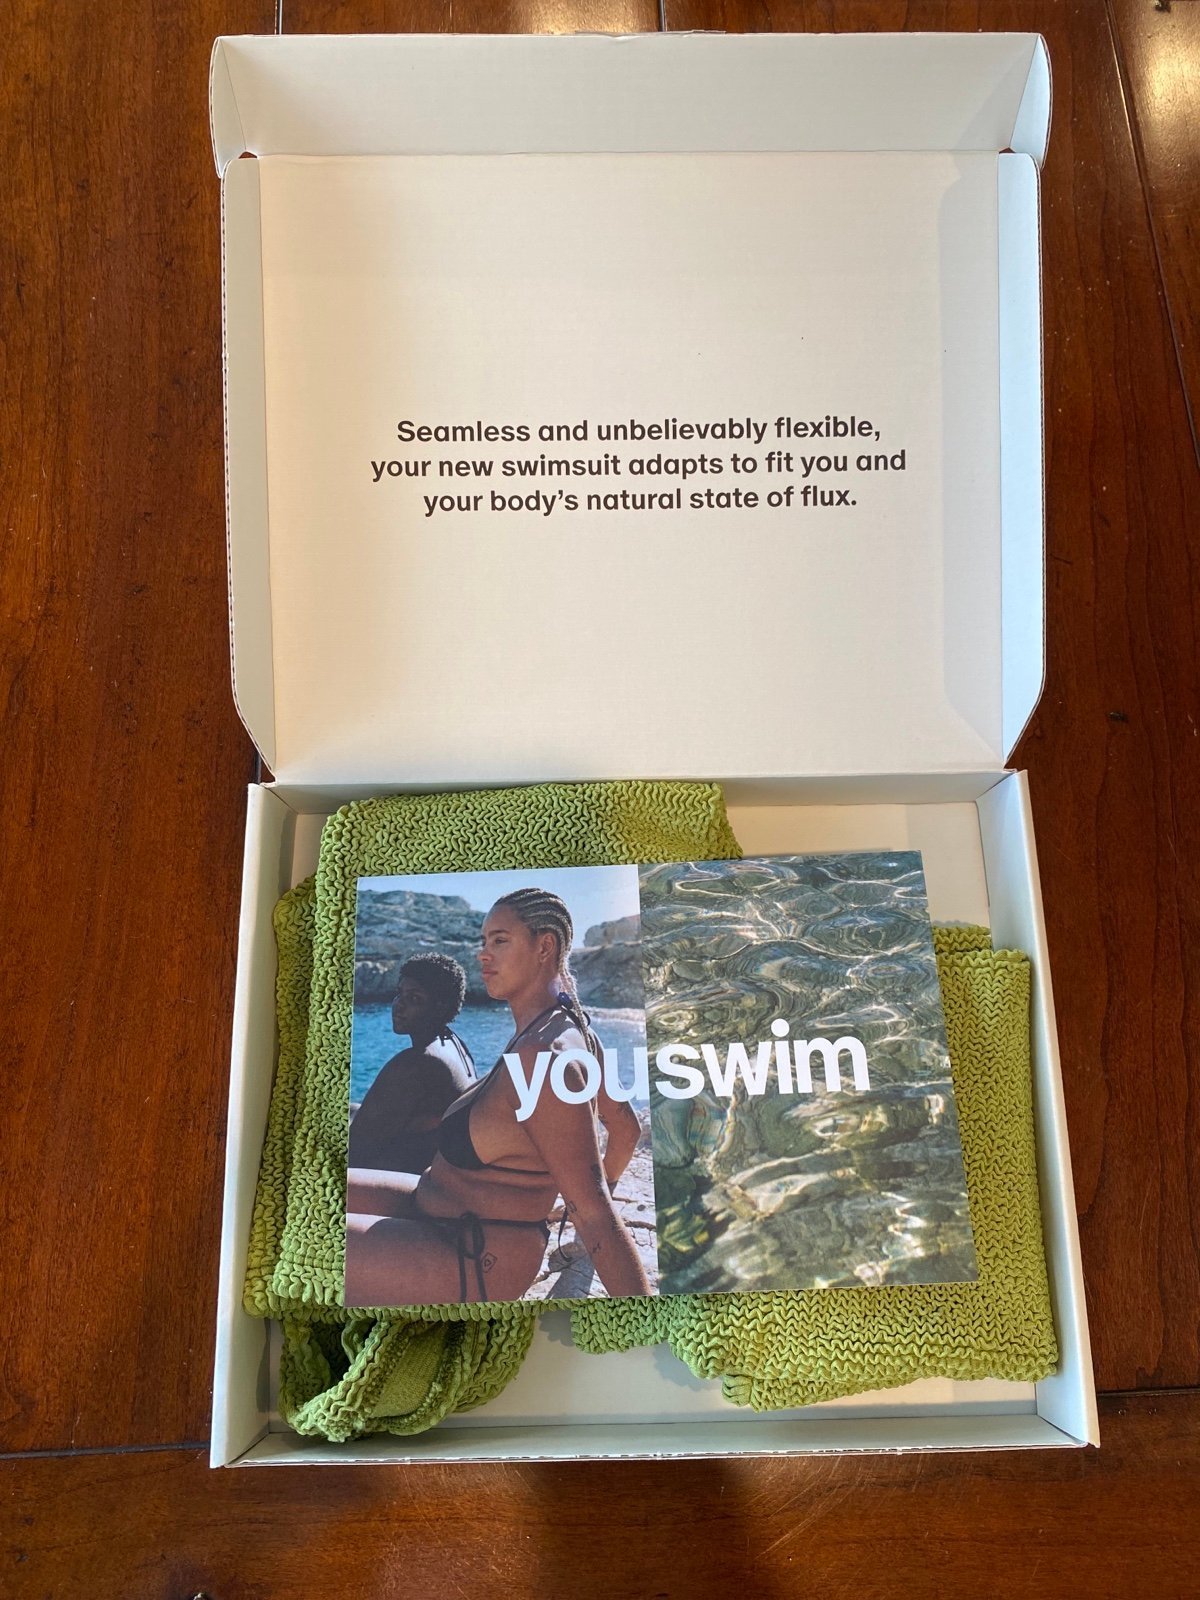 Seamless and unbelievably flexible,
your new swimsuit adapts to fit you and
your body's natural state of flux.
youswim